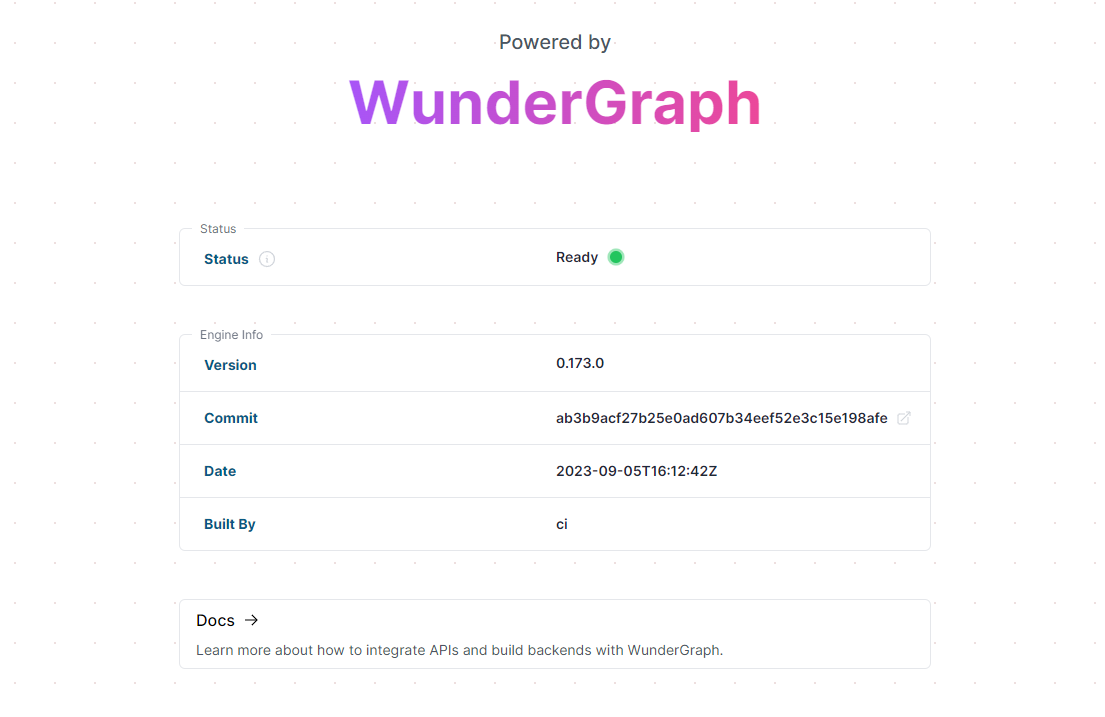 Powered by
WunderGraph
Status
Status
Ready
Engine Info
Version
0.173.0
Commit
ab3b9acf27b25e0ad607b34eef52e3c15e198afe
Date
2023-09-05T16:12:42Z
Built By
ci
Docs →
Learn more about how to integrate APIs and build backends with WunderGraph.